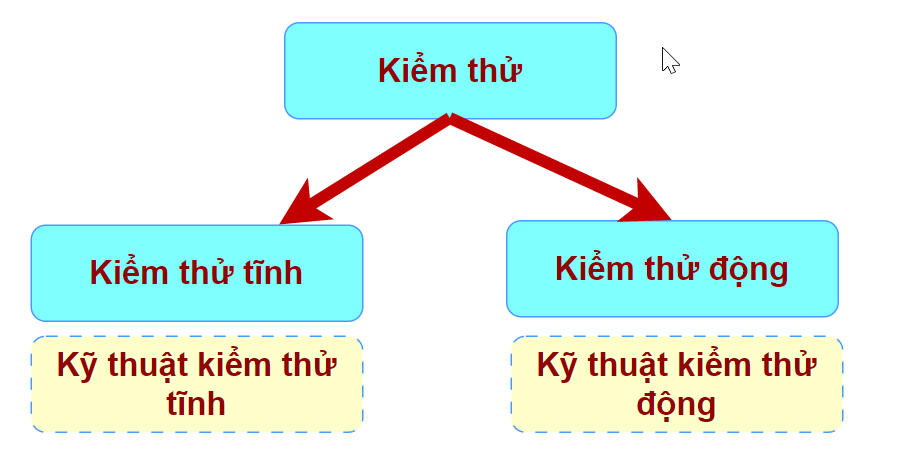 Kiểm thử
Kiểm thử tĩnh
Kiểm thử động
Kỹ thuật kiểm thử
tĩnh
Kỹ thuật kiểm thử
động